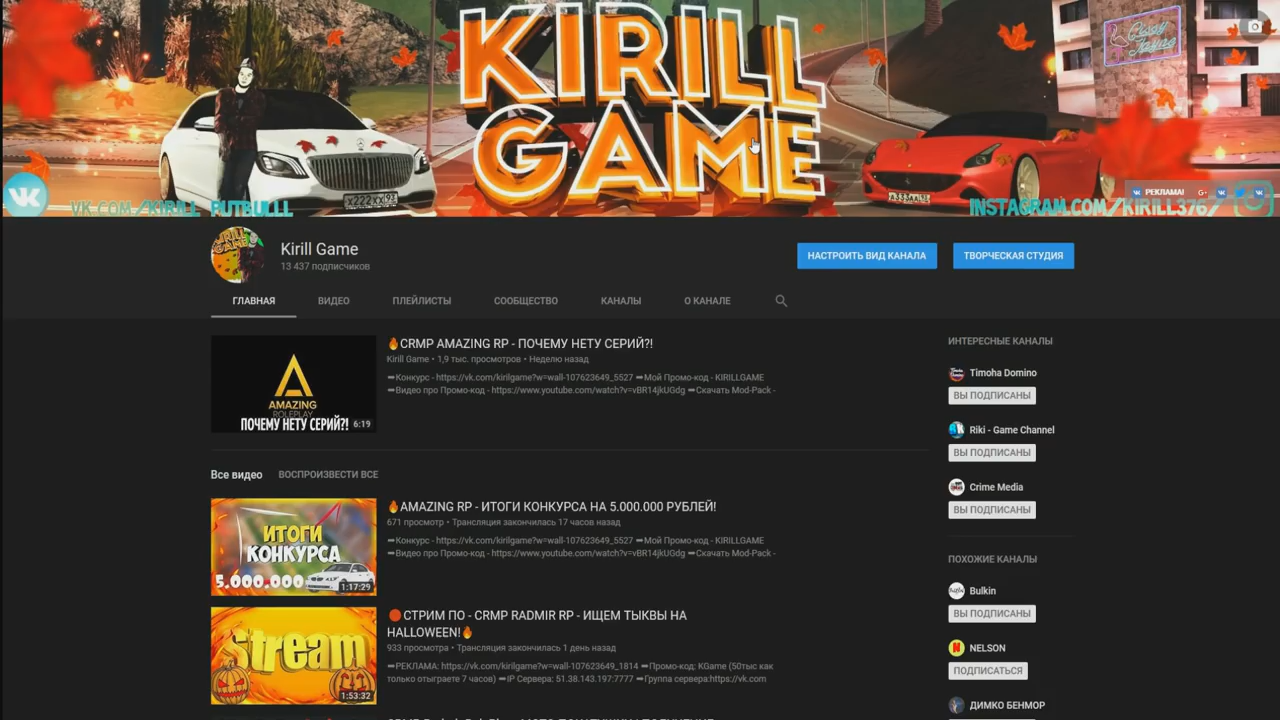 KIRILL
GAME
Х222ХХ97
VK.COM/KIRILL_FUTBULLL
РЕКЛАМА!
INSTAGRAM.COM/KIRILL376/
Kirill Game
13 437 подписчиков
НАСТРОИТЬ ВИД КАНАЛА
ТВОРЧЕСКАЯ СТУДИЯ
ГЛАВНАЯ
ВИДЕО
ПЛЕЙЛИСТЫ
СООБЩЕСТВО
КАНАЛЫ
О КАНАЛЕ
AMAZING
ROLEPLAY
ПОЧЕМУ НЕТУ СЕРИЙ?!
6:19
🔥CRMP AMAZING RP - ПОЧЕМУ НЕТУ СЕРИЙ?!
Kirill Game • 1,9 тыс. просмотров • Неделю назад
➡Конкурс - https://vk.com/kirilgame?w=wall-107623649_5527 ➡Мой Промо-код - KIRILLGAME
➡Видео про Промо-код - https://www.youtube.com/watch?v=vBR14jkUGdg ➡Скачать Mod-Pack -
Все видео
ВОСПРОИЗВЕСТИ ВСЕ
ИТОГИ
КОНКУРСА
5.000.000
1:17:29
🔥AMAZING RP - ИТОГИ КОНКУРСА НА 5.000.000 РУБЛЕЙ!
671 просмотр • Трансляция закончилась 17 часов назад
➡Конкурс - https://vk.com/kirilgame?w=wall-107623649_5527 ➡Мой Промо-код - KIRILLGAME
➡Видео про Промо-код - https://www.youtube.com/watch?v=vBR14jkUGdg ➡Скачать Mod-Pack -
Stream
1:53:32
🔴СТРИМ ПО - CRMP RADMIR RP - ИЩЕМ ТЫКВЫ НА
HALLOWEEN!🔥
933 просмотра • Трансляция закончилась 1 день назад
➡РЕКЛАМА: https://vk.com/kirilgame?w=wall-107623649_1814 ➡Промо-код: KGame (50тыс как
только отыграете 7 часов) ➡IP Сервера: 51.38.143.197:7777 ➡Группа сервера:https://vk.com
ИНТЕРЕСНЫЕ КАНАЛЫ
Timoha Domino
ВЫ ПОДПИСАНЫ
Riki - Game Channel
ВЫ ПОДПИСАНЫ
Crime Media
ВЫ ПОДПИСАНЫ
ПОХОЖИЕ КАНАЛЫ
Bulkin
ВЫ ПОДПИСАНЫ
NELSON
ПОДПИСАТЬСЯ
ДИМКО БЕНМОР